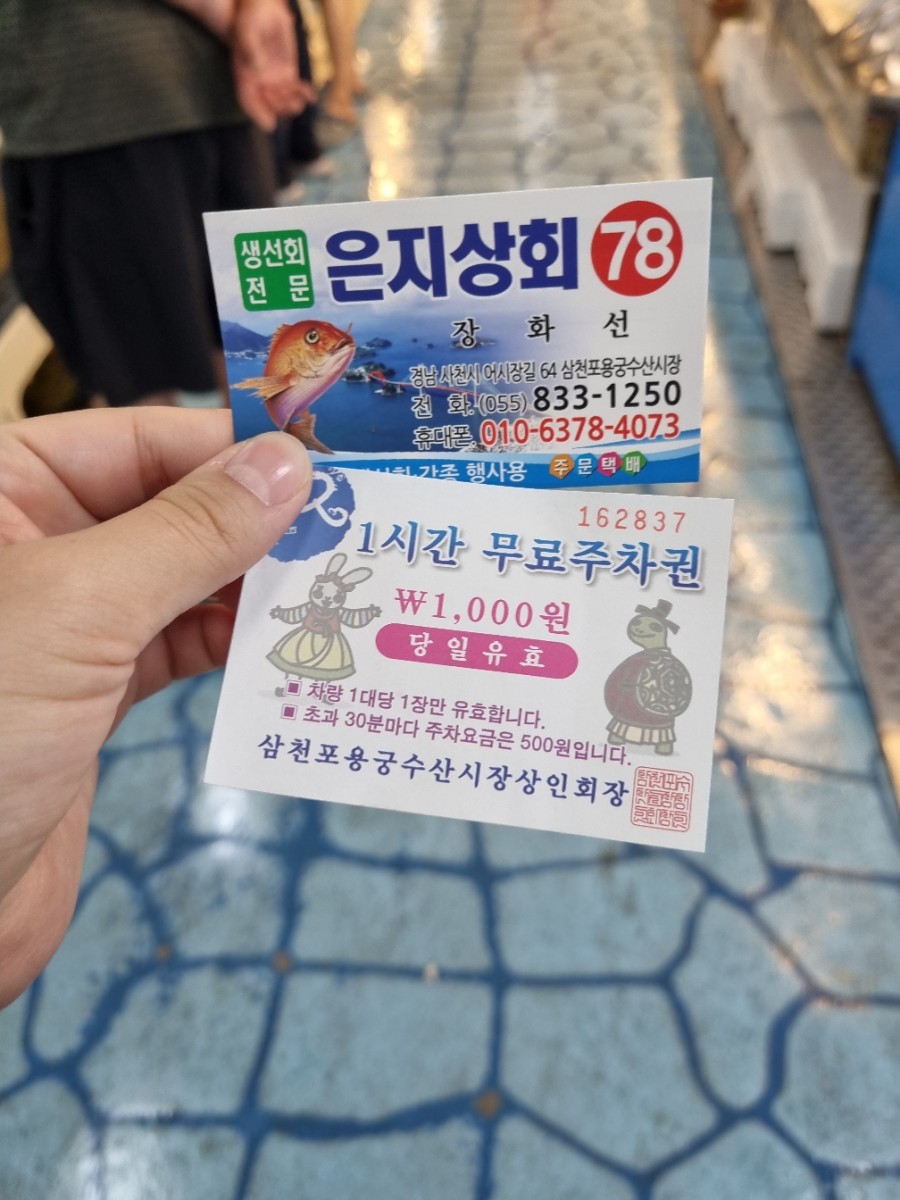 생선회
전문
은지상회
78
장 화 선
경남 사천시 어시장길 64 삼천포용궁수산시장
전 화. (055) 833-1250
휴대폰. 010-6378-4073
각종 행사용 주문택배
162837
1시간 무료주차권
₩1,000원
당일유효
▣ 차량 1대당 1장만 유효합니다.
▣ 초과 30분마다 주차요금은 500원입니다.
삼천포용궁수산시장상인회장